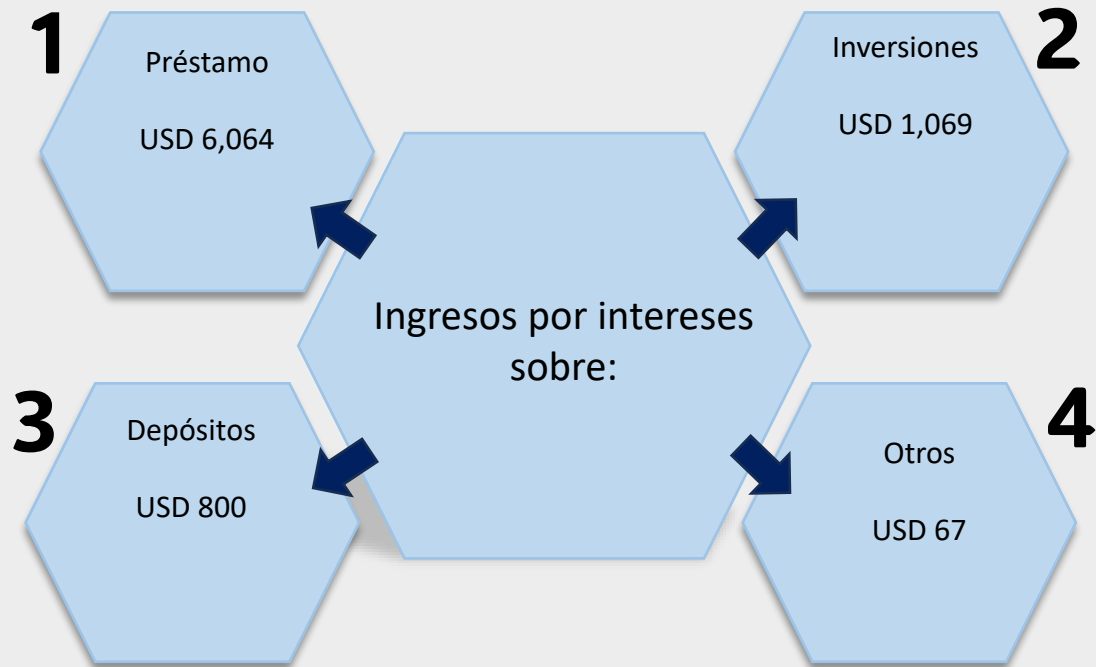 1
Préstamo
USD 6,064
2
Inversiones
USD 1,069
Ingresos por intereses
sobre:
3
Depósitos
USD 800
4
Otros
USD 67